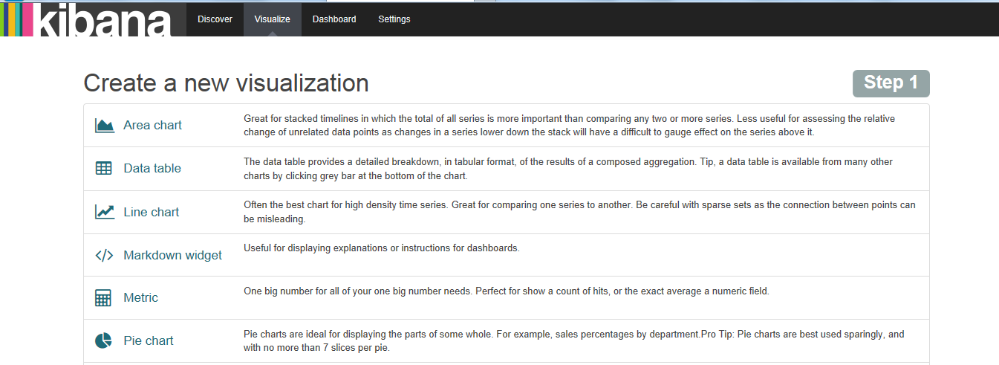 kibana
Discover
Visualize
Dashboard
Settings
Create a new visualization
Step 1
Area chart
Great for stacked timelines in which the total of all series is more important than comparing any two or more series. Less useful for assessing the relative
change of unrelated data points as changes in a series lower down the stack will have a difficult to gauge effect on the series above it.
Data table
The data table provides a detailed breakdown, in tabular format, of the results of a composed aggregation. Tip, a data table is available from many other
charts by clicking grey bar at the bottom of the chart.
Line chart
Often the best chart for high density time series. Great for comparing one series to another. Be careful with sparse sets as the connection between points can
be misleading.
Markdown widget
Useful for displaying explanations or instructions for dashboards.
Metric
One big number for all of your one big number needs. Perfect for show a count of hits, or the exact average a numeric field.
Pie chart
Pie charts are ideal for displaying the parts of some whole. For example, sales percentages by department.Pro Tip: Pie charts are best used sparingly, and
with no more than 7 slices per pie.